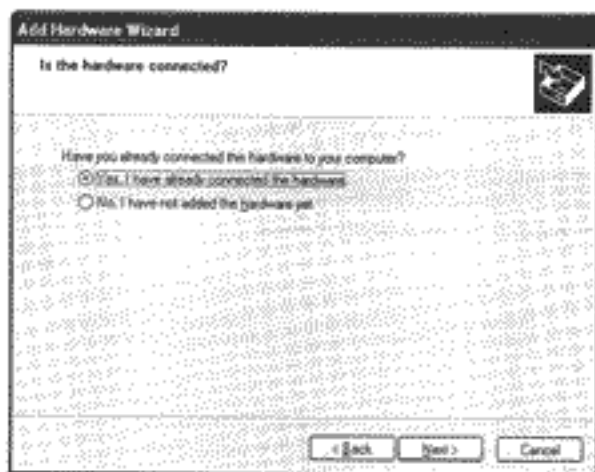 Add Hardware Wizard
Is the hardware connected?
Have you already connected the hardware to your computer?
Yes, I have already connected the hardware
No, I have not added the hardware yet
< Back
Next >
Cancel